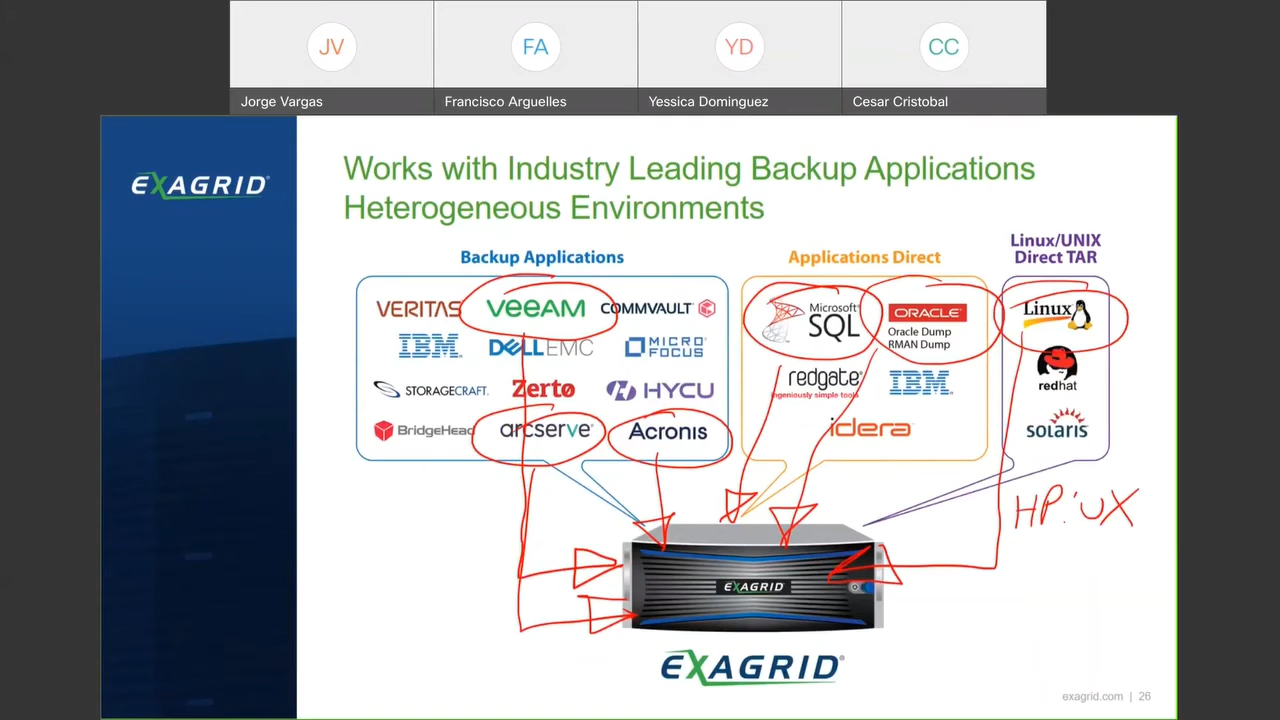 JV
FA
YD
CC
Jorge Vargas
Francisco Arguelles
Yessica Dominguez
Cesar Cristobal
EXAGRID®
Works with Industry Leading Backup Applications
Heterogeneous Environments
Backup Applications
VERITAS
veeAM
COMMVAULT
IBM
DELLEMC
MICRO FOCUS
STORAGECRAFT
Zerto
HYCU
BridgeHead
arcserve
Acronis
Applications Direct
Microsoft®
SQL
ORACLE
Oracle Dump
RMAN Dump
redgate
ingeniously simple tools
IBM
idera
Linux/UNIX
Direct TAR
Linux
redhat
SOLARIS
HP:UX
EXAGRID
EXAGRID®
exagrid.com | 26